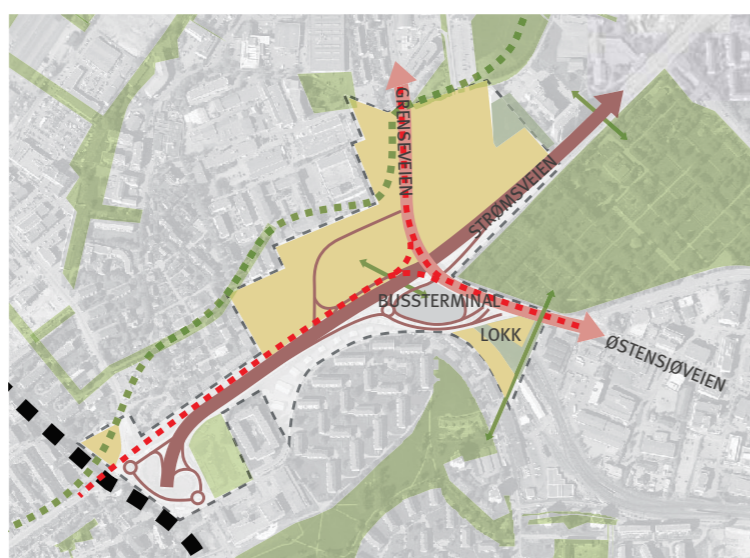 GRENSEVEIEN
STRØMSVEIEN
BUSSTERMINAL
LOKK
ØSTENSJØVEIEN